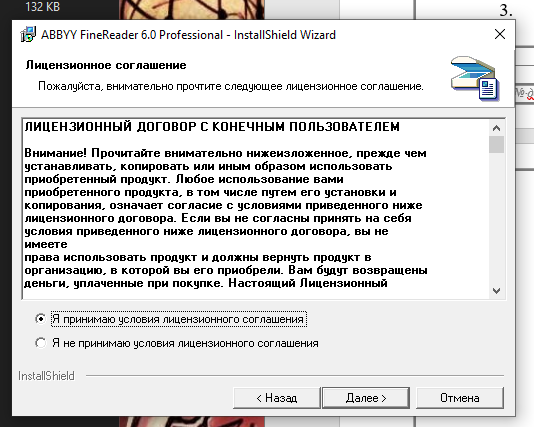 132 KB
3.
ABBYY FineReader 6.0 Professional - InstallShield Wizard
Лицензионное соглашение
Пожалуйста, внимательно прочтите следующее лицензионное соглашение.
№
ЛИЦЕНЗИОННЫЙ ДОГОВОР С КОНЕЧНЫМ ПОЛЬЗОВАТЕЛЕМ
Внимание! Прочитайте внимательно нижеизложенное, прежде чем
устанавливать, копировать или иным образом использовать
приобретенный продукт. Любое использование вами
приобретенного продукта, в том числе путем его установки и
копирования, означает согласие с условиями приведенного ниже
лицензионного договора. Если вы не согласны принять на себя
условия приведенного ниже лицензионного договора, вы не
имеете
права использовать продукт и должны вернуть продукт в
организацию, в которой вы его приобрели. Вам будут возвращены
деньги, уплаченные при покупке. Настоящий Лицензионный
Я принимаю условия лицензионного соглашения
Я не принимаю условия лицензионного соглашения
InstallShield
< Назад
Далее >
Отмена